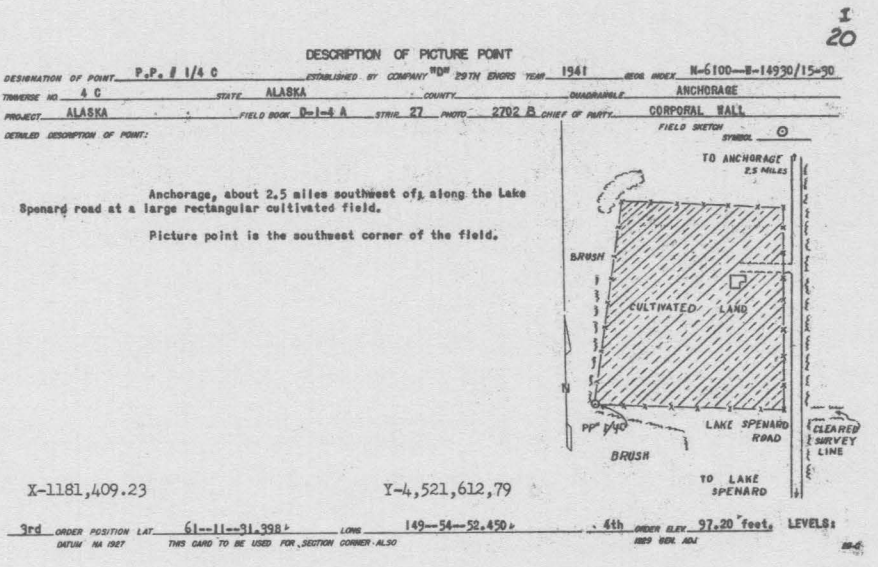 I
20
DESCRIPTION OF PICTURE POINT
DESIGNATION OF POINT P.P. # 1/4 C ESTABLISHED BY COMPANY "D" 29TH ENGRS YEAR 1941 GEOG. INDEX N-6100--W-14930/15-30
TRAVERSE NO 4 C STATE ALASKA COUNTY QUADRANGLE ANCHORAGE
PROJECT ALASKA FIELD BOOK D-1-4 A STRIP 27 PHOTO 2702 B CHIEF OF PARTY CORPORAL WALL
DETAILED DESCRIPTION OF POINT:
FIELD SKETCH
SYMBOL
TO ANCHORAGE
2.5 MILES
Anchorage, about 2.5 miles southwest of, along the Lake
Spenard road at a large rectangular cultivated field.
Picture point is the southwest corner of the field.
BRUSH
CULTIVATED LAND
N
PP# 1/4C
LAKE SPENARD
ROAD
CLEARED
SURVEY
LINE
BRUSH
TO LAKE
SPENARD
X-1181,409.23 Y-4,521,612,79
3rd ORDER POSITION LAT. 61--11--31.398 LONG 149--54--52.450 4th ORDER ELEV 97.20 feet. LEVELS:
DATUM NA 1927 THIS CARD TO BE USED FOR SECTION CORNER ALSO 1929 GEN. ADJ